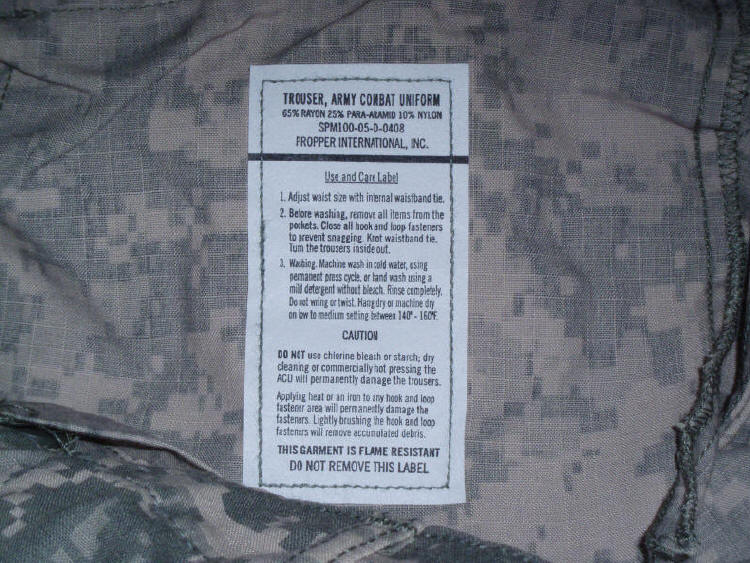 TROUSER, ARMY COMBAT UNIFORM
65% RAYON 25% PARA-ARAMID 10% NYLON
SPM100-05-D-0408
PROPPER INTERNATIONAL, INC.
Use and Care Label
1. Adjust waist size with internal waistband tie.
2. Before washing, remove all items from the
pockets. Close all hook and loop fasteners
to prevent snagging. Knot waistband tie.
Turn the trousers inside out.
3. Washing. Machine wash in cold water, using
permanent press cycle, or hand wash using a
mild detergent without bleach. Rinse completely.
Do not wring or twist. Hang dry or machine dry
on low to medium setting between 140° - 160°F.
CAUTION
DO NOT use chlorine bleach or starch; dry
cleaning or commercially hot pressing the
ACU will permanently damage the trousers.
Applying heat or an iron to any hook and loop
fastener area will permanently damage the
fasteners. Lightly brushing the hook and loop
fasteners will remove accumulated debris.
THIS GARMENT IS FLAME RESISTANT
DO NOT REMOVE THIS LABEL